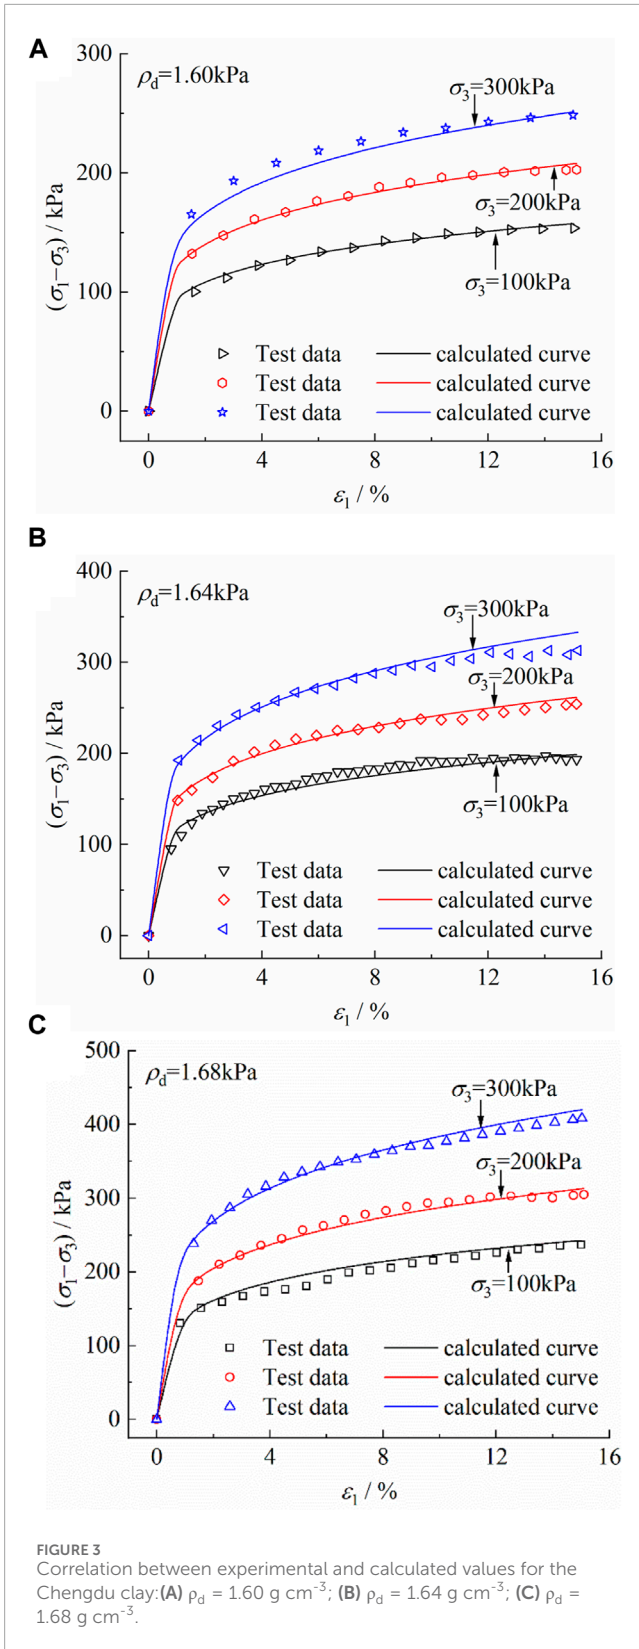 A
300
ρd=1.60kPa
σ3=300kPa
200
σ3=200kPa
(σ1−σ3) / kPa
100
σ3=100kPa
Test data calculated curve
Test data calculated curve
0
Test data calculated curve
0 4 8 12 16
ε1 / %
B
400
ρd=1.64kPa
σ3=300kPa
300
σ3=200kPa
(σ1−σ3) / kPa
200
σ3=100kPa
100
Test data calculated curve
Test data calculated curve
0
Test data calculated curve
0 4 8 12 16
ε1 / %
C
500
ρd=1.68kPa
σ3=300kPa
400
σ3=200kPa
300
(σ1−σ3) / kPa
200
σ3=100kPa
100
Test data calculated curve
Test data calculated curve
0
Test data calculated curve
0 4 8 12 16
ε1 / %
FIGURE 3
Correlation between experimental and calculated values for the
Chengdu clay:(A) ρd = 1.60 g cm-3; (B) ρd = 1.64 g cm-3; (C) ρd =
1.68 g cm-3.